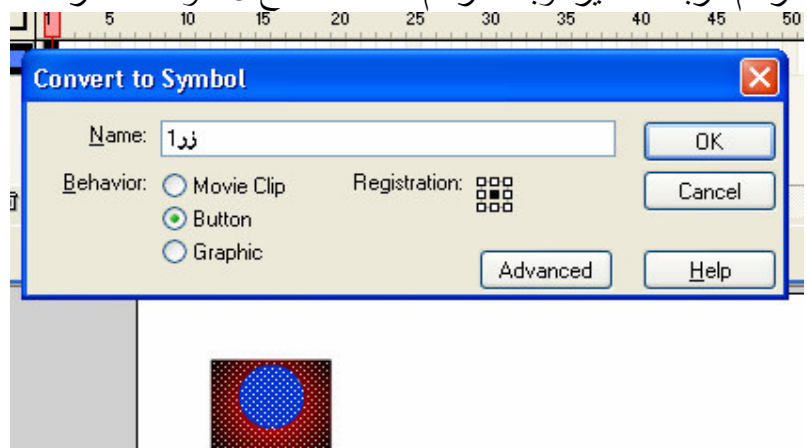 1 5 10 15 20 25 30 35 40 45 50
Convert to Symbol
Name: زر1 OK
Behavior: Movie Clip Registration: Cancel
Button
Graphic
Advanced Help